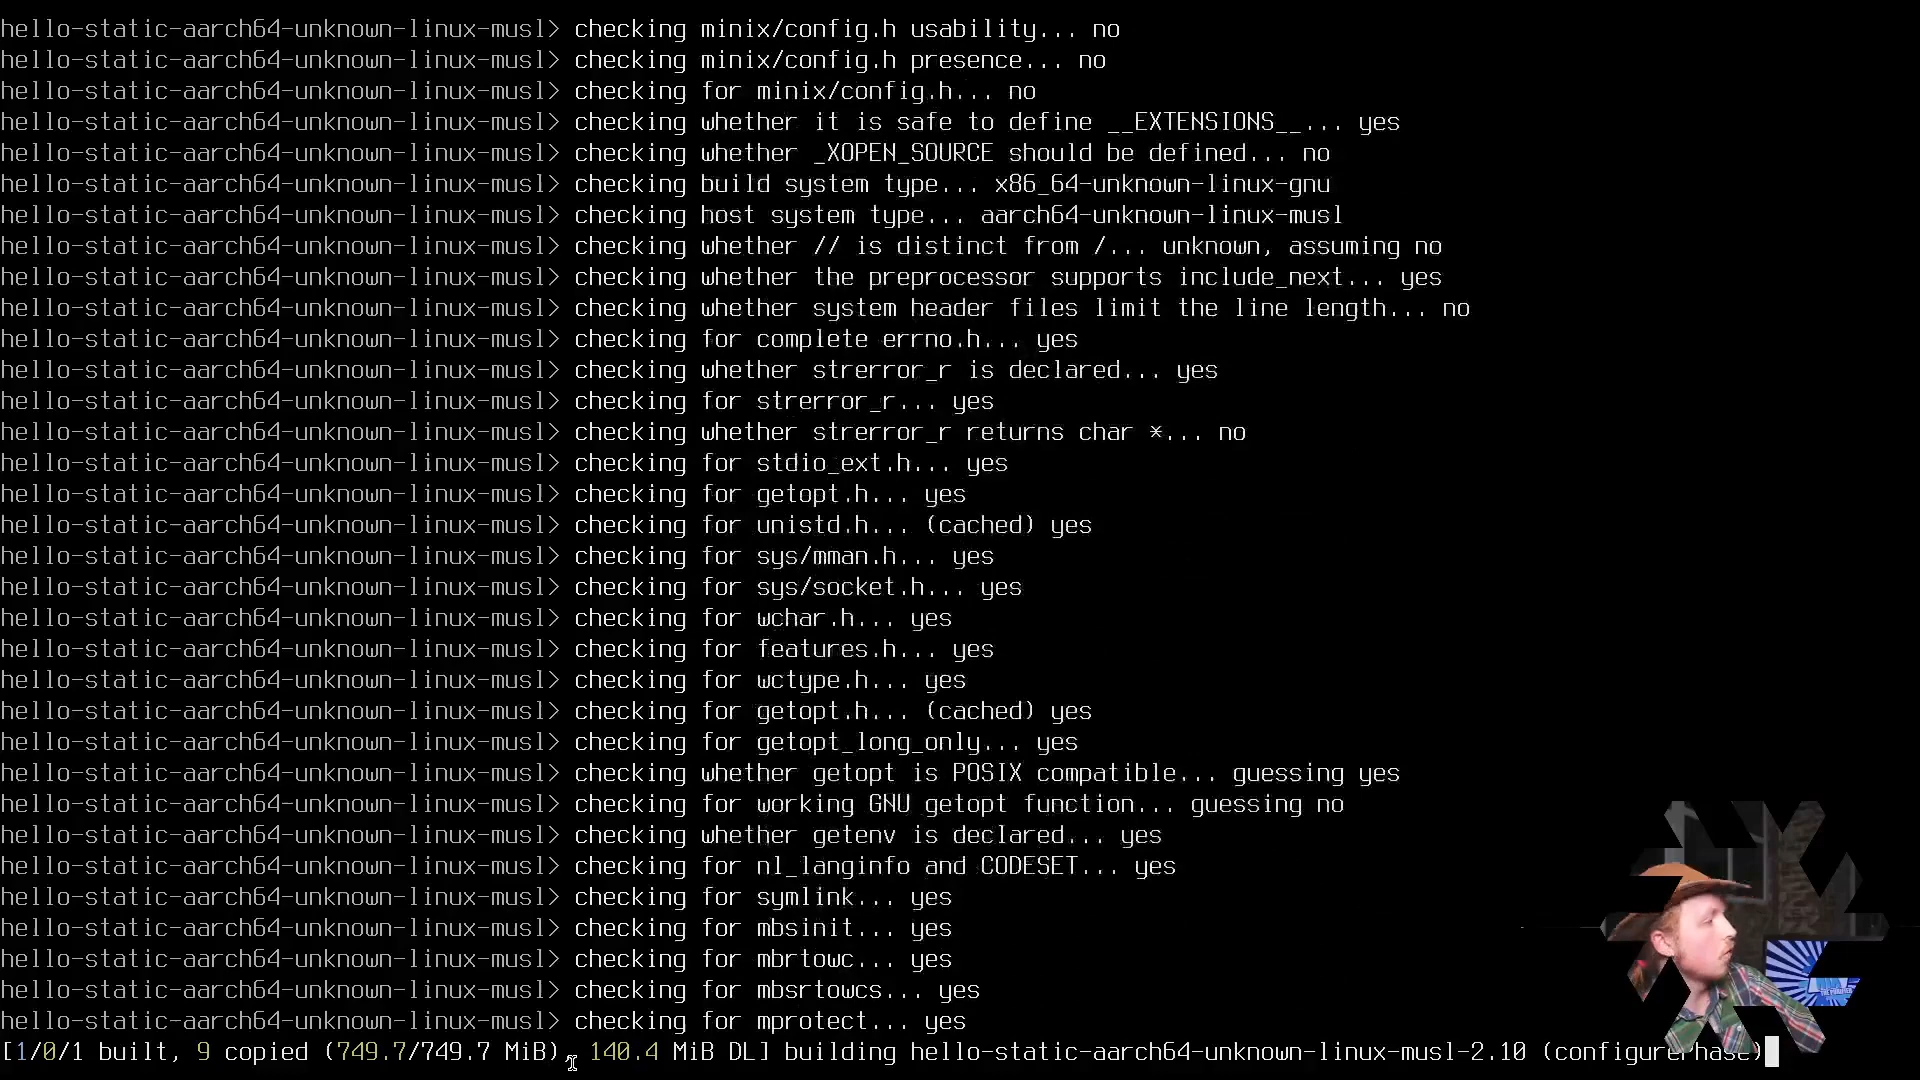 hello-static-aarch64-unknown-linux-musl> checking minix/config.h usability... no
hello-static-aarch64-unknown-linux-musl> checking minix/config.h presence... no
hello-static-aarch64-unknown-linux-musl> checking for minix/config.h... no
hello-static-aarch64-unknown-linux-musl> checking whether it is safe to define __EXTENSIONS__... yes
hello-static-aarch64-unknown-linux-musl> checking whether _XOPEN_SOURCE should be defined... no
hello-static-aarch64-unknown-linux-musl> checking build system type... x86_64-unknown-linux-gnu
hello-static-aarch64-unknown-linux-musl> checking host system type... aarch64-unknown-linux-musl
hello-static-aarch64-unknown-linux-musl> checking whether // is distinct from /... unknown, assuming no
hello-static-aarch64-unknown-linux-musl> checking whether the preprocessor supports include_next... yes
hello-static-aarch64-unknown-linux-musl> checking whether system header files limit the line length... no
hello-static-aarch64-unknown-linux-musl> checking for complete errno.h... yes
hello-static-aarch64-unknown-linux-musl> checking whether strerror_r is declared... yes
hello-static-aarch64-unknown-linux-musl> checking for strerror_r... yes
hello-static-aarch64-unknown-linux-musl> checking whether strerror_r returns char *... no
hello-static-aarch64-unknown-linux-musl> checking for stdio_ext.h... yes
hello-static-aarch64-unknown-linux-musl> checking for getopt.h... yes
hello-static-aarch64-unknown-linux-musl> checking for unistd.h... (cached) yes
hello-static-aarch64-unknown-linux-musl> checking for sys/mman.h... yes
hello-static-aarch64-unknown-linux-musl> checking for sys/socket.h... yes
hello-static-aarch64-unknown-linux-musl> checking for wchar.h... yes
hello-static-aarch64-unknown-linux-musl> checking for features.h... yes
hello-static-aarch64-unknown-linux-musl> checking for wctype.h... yes
hello-static-aarch64-unknown-linux-musl> checking for getopt.h... (cached) yes
hello-static-aarch64-unknown-linux-musl> checking for getopt_long_only... yes
hello-static-aarch64-unknown-linux-musl> checking whether getopt is POSIX compatible... guessing yes
hello-static-aarch64-unknown-linux-musl> checking for working GNU getopt function... guessing no
hello-static-aarch64-unknown-linux-musl> checking whether getenv is declared... yes
hello-static-aarch64-unknown-linux-musl> checking for nl_langinfo and CODESET... yes
hello-static-aarch64-unknown-linux-musl> checking for symlink... yes
hello-static-aarch64-unknown-linux-musl> checking for mbsinit... yes
hello-static-aarch64-unknown-linux-musl> checking for mbrtowc... yes
hello-static-aarch64-unknown-linux-musl> checking for mbsrtowcs... yes
hello-static-aarch64-unknown-linux-musl> checking for mprotect... yes
[1/0/1 built, 9 copied (749.7/749.7 MiB), 140.4 MiB DL] building hello-static-aarch64-unknown-linux-musl-2.10 (configurePhase)